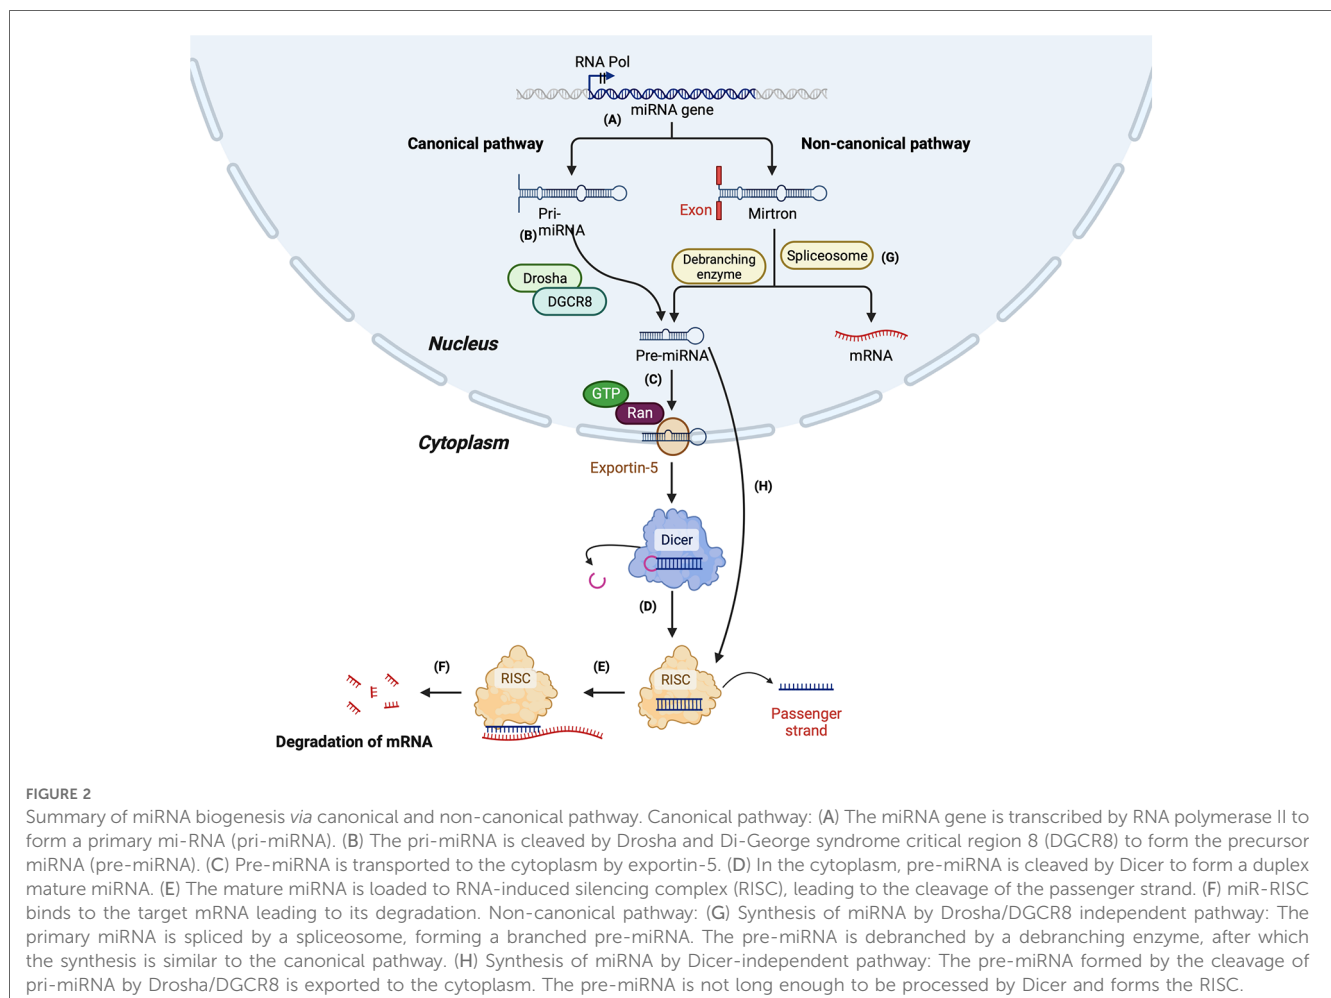 RNA Pol II
miRNA gene
(A)
Canonical pathway
Non-canonical pathway
Pri-
miRNA
Exon
Mirtron
(B)
Drosha
DGCR8
Debranching
enzyme
Spliceosome
(G)
Nucleus
Pre-miRNA
mRNA
(C)
GTP
Ran
Cytoplasm
Exportin-5
(H)
Dicer
(D)
(F)
RISC
(E)
RISC
Passenger
strand
Degradation of mRNA
FIGURE 2
Summary of miRNA biogenesis via canonical and non-canonical pathway. Canonical pathway: (A) The miRNA gene is transcribed by RNA polymerase II to
form a primary mi-RNA (pri-miRNA). (B) The pri-miRNA is cleaved by Drosha and Di-George syndrome critical region 8 (DGCR8) to form the precursor
miRNA (pre-miRNA). (C) Pre-miRNA is transported to the cytoplasm by exportin-5. (D) In the cytoplasm, pre-miRNA is cleaved by Dicer to form a duplex
mature miRNA. (E) The mature miRNA is loaded to RNA-induced silencing complex (RISC), leading to the cleavage of the passenger strand. (F) miR-RISC
binds to the target mRNA leading to its degradation. Non-canonical pathway: (G) Synthesis of miRNA by Drosha/DGCR8 independent pathway: The
primary miRNA is spliced by a spliceosome, forming a branched pre-miRNA. The pre-miRNA is debranched by a debranching enzyme, after which
the synthesis is similar to the canonical pathway. (H) Synthesis of miRNA by Dicer-independent pathway: The pre-miRNA formed by the cleavage of
pri-miRNA by Drosha/DGCR8 is exported to the cytoplasm. The pre-miRNA is not long enough to be processed by Dicer and forms the RISC.